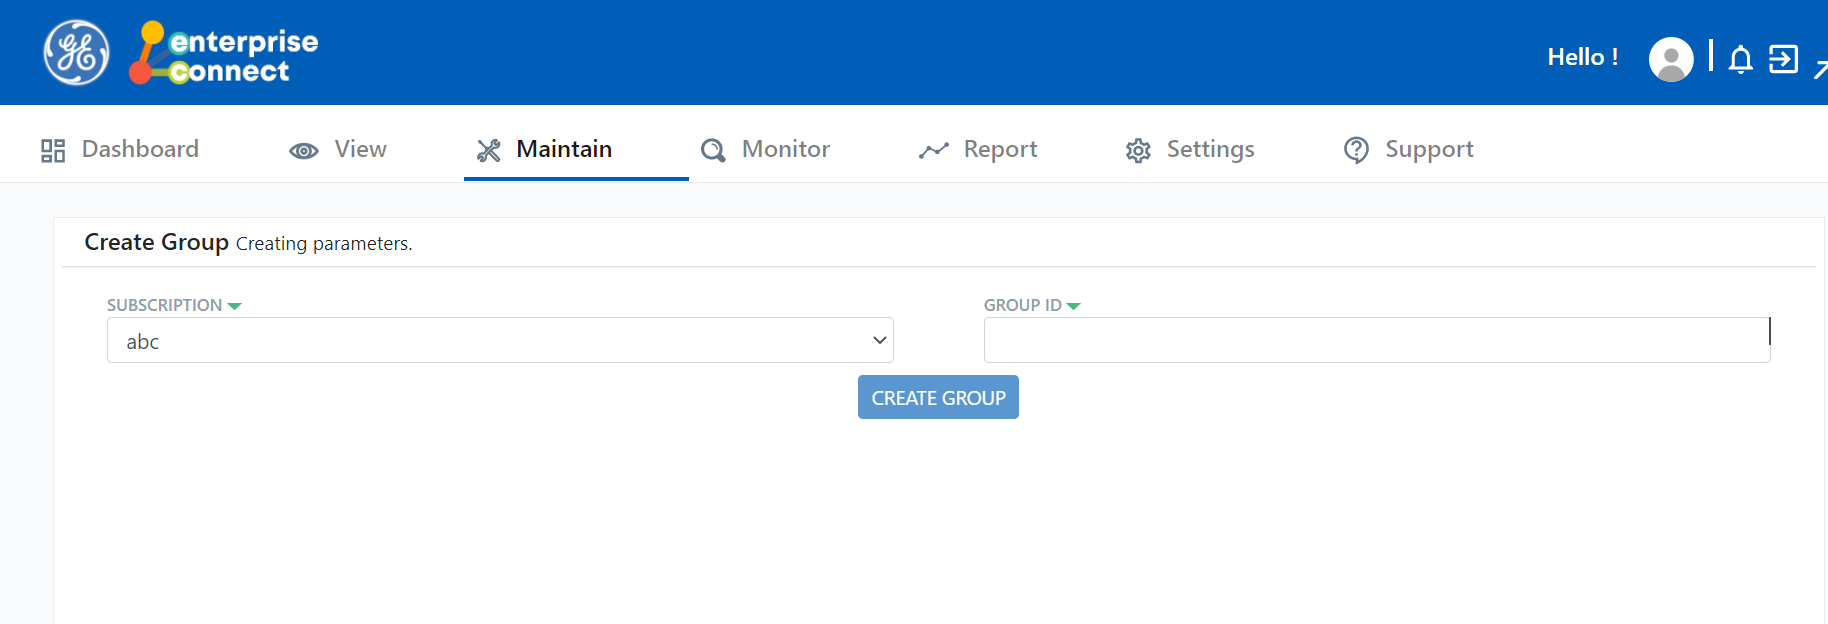 GE enterprise connect
Hello !
Dashboard View Maintain Monitor Report Settings Support
Create Group Creating parameters.
SUBSCRIPTION GROUP ID
abc
CREATE GROUP